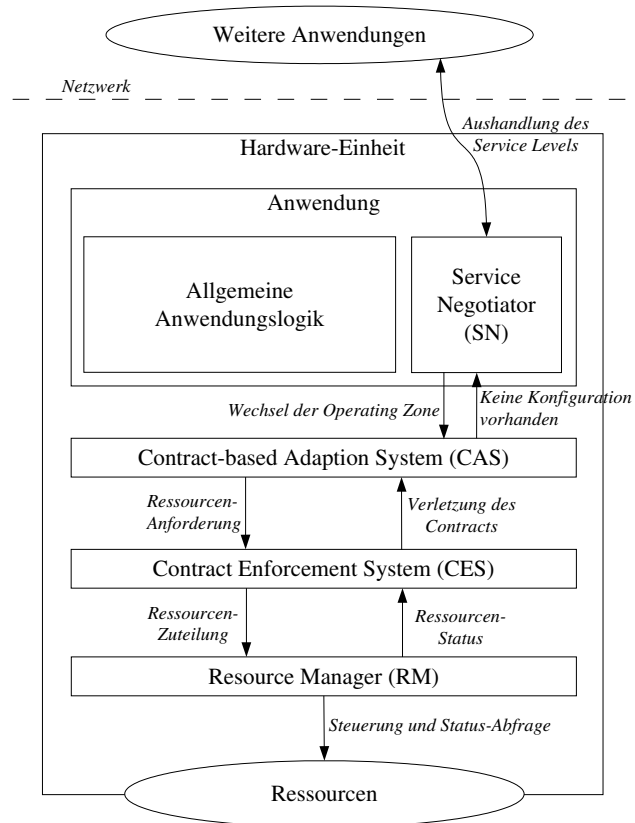 Weitere Anwendungen
Netzwerk
Aushandlung des
Service Levels
Hardware-Einheit
Anwendung
Allgemeine
Anwendungslogik
Service
Negotiator
(SN)
Wechsel der Operating Zone
Keine Konfiguration
vorhanden
Contract-based Adaption System (CAS)
Ressourcen-
Anforderung
Verletzung des
Contracts
Contract Enforcement System (CES)
Ressourcen-
Zuteilung
Ressourcen-
Status
Resource Manager (RM)
Steuerung und Status-Abfrage
Ressourcen